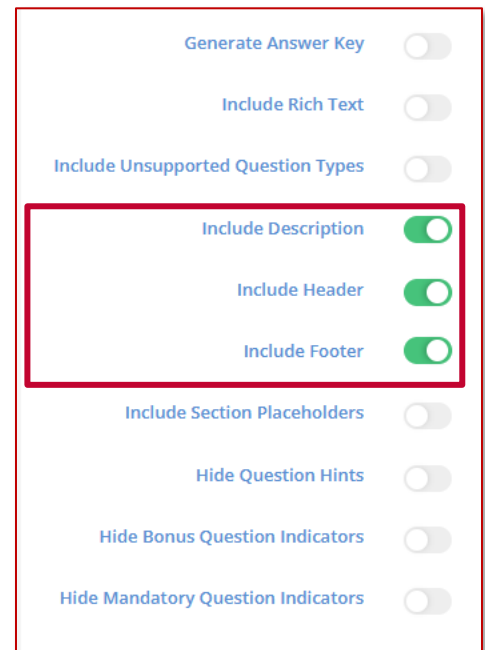 Generate Answer Key
Include Rich Text
Include Unsupported Question Types
Include Description
Include Header
Include Footer
Include Section Placeholders
Hide Question Hints
Hide Bonus Question Indicators
Hide Mandatory Question Indicators